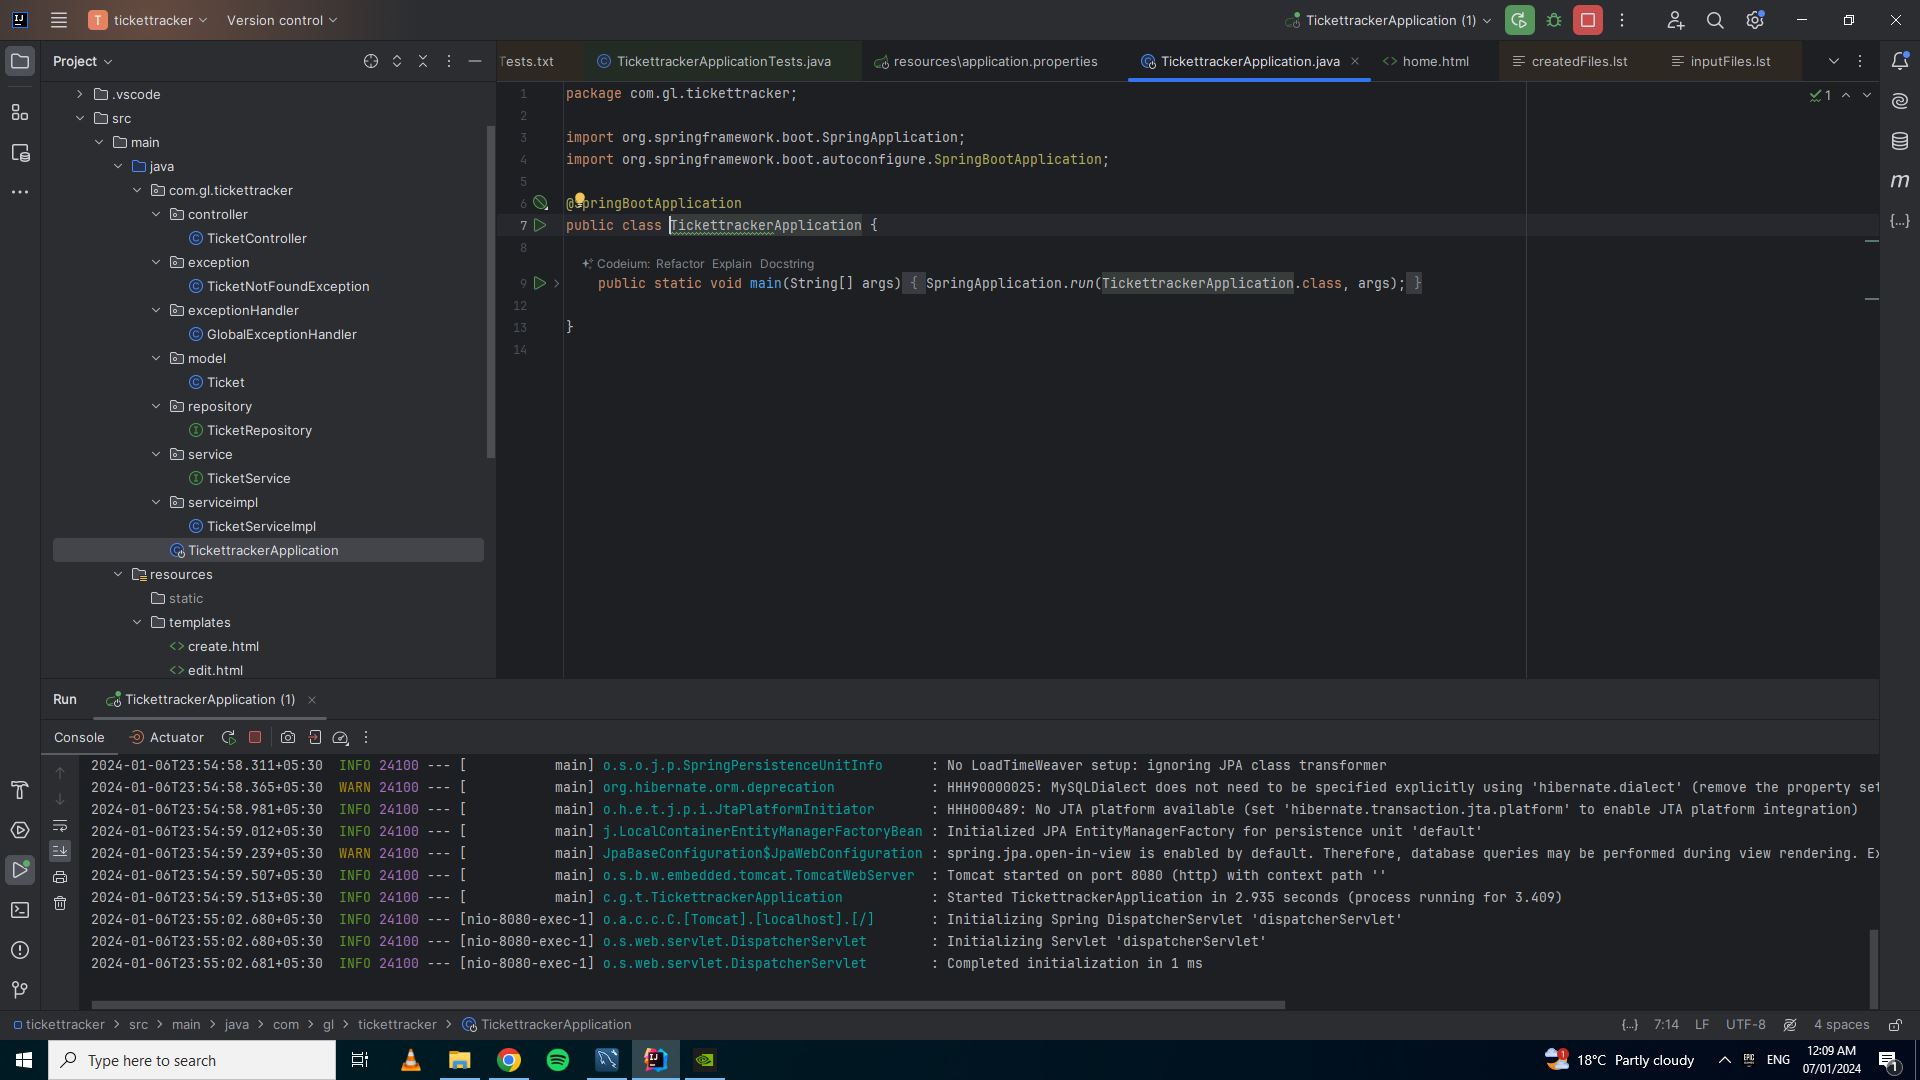 tickettracker
Version control
TickettrackerApplication (1)
Project
Tests.txt
TickettrackerApplicationTests.java
resources\application.properties
TickettrackerApplication.java
home.html
createdFiles.lst
inputFiles.lst
.vscode
src
main
java
com.gl.tickettracker
controller
TicketController
exception
TicketNotFoundException
exceptionHandler
GlobalExceptionHandler
model
Ticket
repository
TicketRepository
service
TicketService
serviceimpl
TicketServiceImpl
TickettrackerApplication
resources
static
templates
create.html
edit.html
1 package com.gl.tickettracker;
2
3 import org.springframework.boot.SpringApplication;
4 import org.springframework.boot.autoconfigure.SpringBootApplication;
5
6 @SpringBootApplication
7 public class TickettrackerApplication {
8
Codeium: Refactor Explain Docstring
9 public static void main(String[] args) { SpringApplication.run(TickettrackerApplication.class, args); }
12
13 }
14
1
m
{...}
Run
TickettrackerApplication (1)
Console
Actuator
2024-01-06T23:54:58.311+05:30  INFO 24100 --- [           main] o.s.o.j.p.SpringPersistenceUnitInfo      : No LoadTimeWeaver setup: ignoring JPA class transformer
2024-01-06T23:54:58.365+05:30  WARN 24100 --- [           main] org.hibernate.orm.deprecation            : HHH90000025: MySQLDialect does not need to be specified explicitly using 'hibernate.dialect' (remove the property set
2024-01-06T23:54:58.981+05:30  INFO 24100 --- [           main] o.h.e.t.j.p.i.JtaPlatformInitiator       : HHH000489: No JTA platform available (set 'hibernate.transaction.jta.platform' to enable JTA platform integration)
2024-01-06T23:54:59.012+05:30  INFO 24100 --- [           main] j.LocalContainerEntityManagerFactoryBean : Initialized JPA EntityManagerFactory for persistence unit 'default'
2024-01-06T23:54:59.239+05:30  WARN 24100 --- [           main] JpaBaseConfiguration$JpaWebConfiguration : spring.jpa.open-in-view is enabled by default. Therefore, database queries may be performed during view rendering. Ex
2024-01-06T23:54:59.507+05:30  INFO 24100 --- [           main] o.s.b.w.embedded.tomcat.TomcatWebServer  : Tomcat started on port 8080 (http) with context path ''
2024-01-06T23:54:59.513+05:30  INFO 24100 --- [           main] c.g.t.TickettrackerApplication           : Started TickettrackerApplication in 2.935 seconds (process running for 3.409)
2024-01-06T23:55:02.680+05:30  INFO 24100 --- [nio-8080-exec-1] o.a.c.c.C.[Tomcat].[localhost].[/]       : Initializing Spring DispatcherServlet 'dispatcherServlet'
2024-01-06T23:55:02.680+05:30  INFO 24100 --- [nio-8080-exec-1] o.s.web.servlet.DispatcherServlet        : Initializing Servlet 'dispatcherServlet'
2024-01-06T23:55:02.681+05:30  INFO 24100 --- [nio-8080-exec-1] o.s.web.servlet.DispatcherServlet        : Completed initialization in 1 ms
tickettracker > src > main > java > com > gl > tickettracker > TickettrackerApplication
{...} 7:14 LF UTF-8 4 spaces
Type here to search
18°C Partly cloudy
ENG
12:09 AM
07/01/2024
1